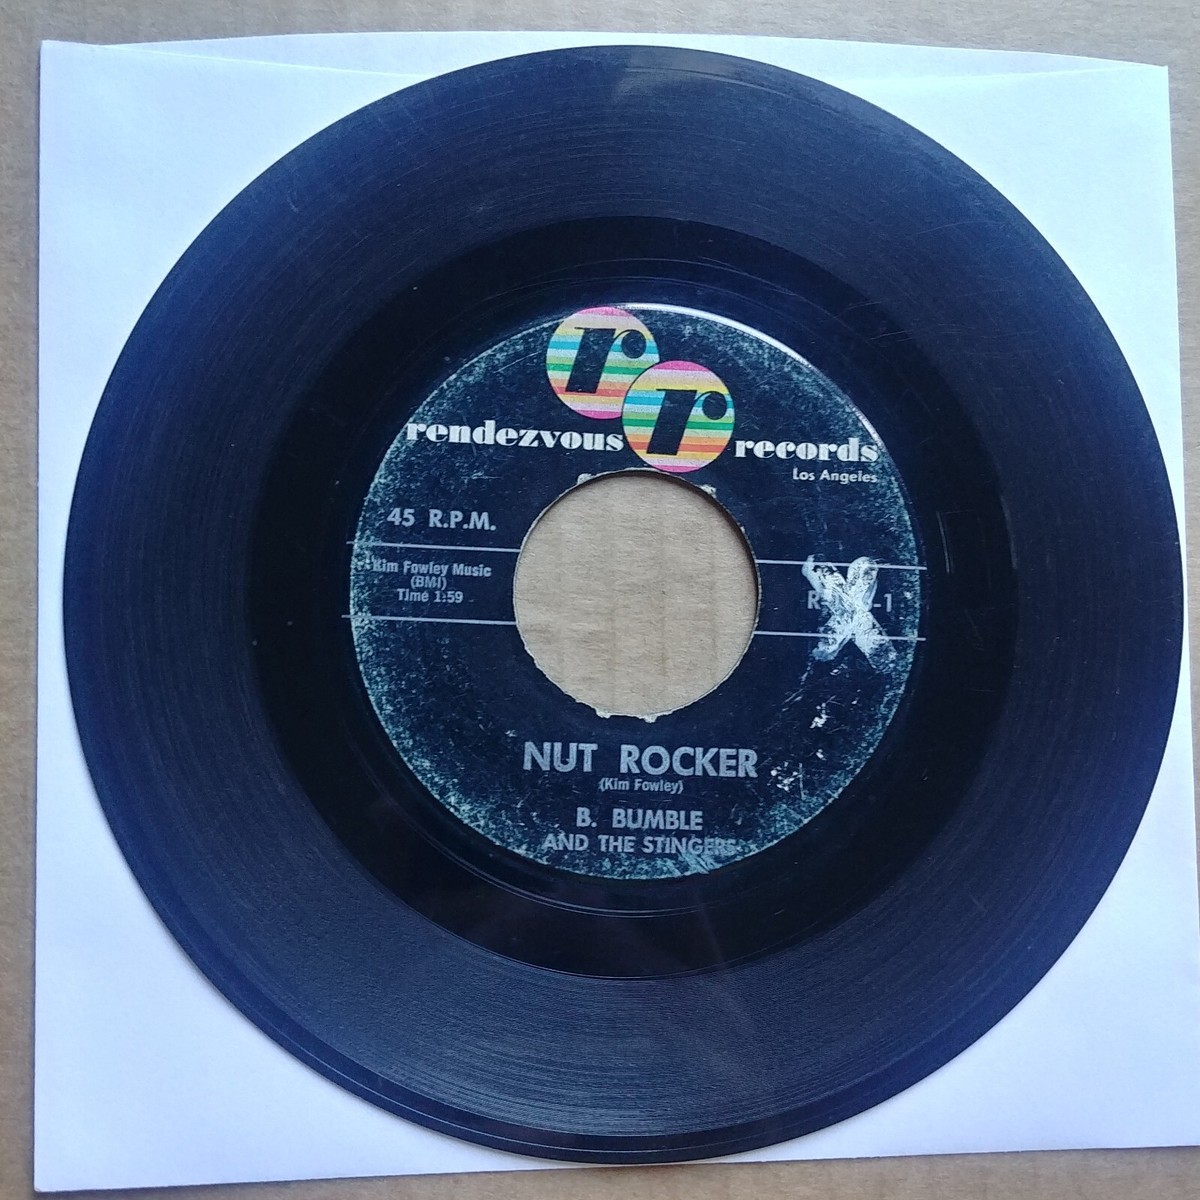 r r
rendezvous records
Los Angeles
45 R.P.M.
Kim Fowley Music
(BMI)
Time 1:59
NUT ROCKER
(Kim Fowley)
B. BUMBLE
AND THE STINGERS